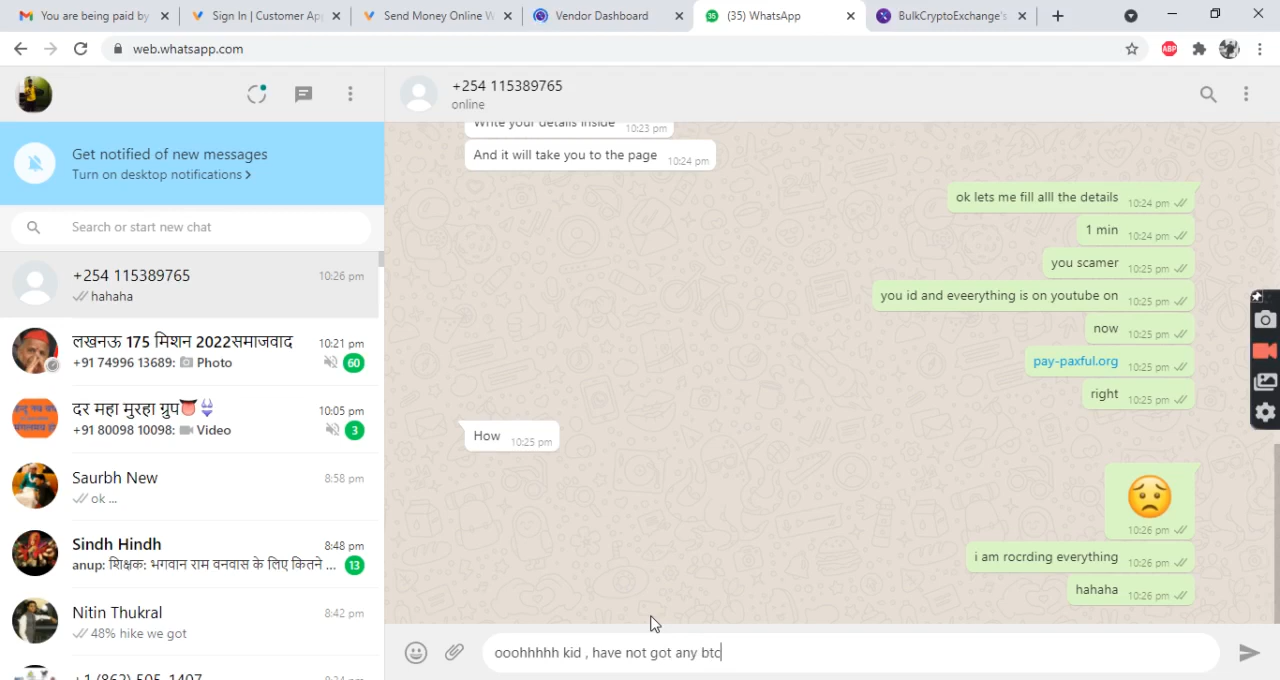 You are being paid by
Sign In | Customer Ap
Send Money Online W
Vendor Dashboard
(35) WhatsApp
BulkCryptoExchange's
web.whatsapp.com
ABP
+254 115389765
online
Get notified of new messages
Turn on desktop notifications >
Search or start new chat
+254 115389765
10:26 pm
hahaha
लखनऊ 175 मिशन 2022समाजवाद
10:21 pm
+91 74996 13689: Photo
60
दर महा मुरहा ग्रुप
10:05 pm
+91 80098 10098: Video
3
Saurbh New
8:58 pm
ok ...
Sindh Hindh
8:48 pm
anup: शिक्षक: भगवान राम वनवास के लिए कितने ...
13
Nitin Thukral
8:42 pm
48% hike we got
+1 (862) 505-1407
8:24 pm
Write your details inside 10:23 pm
And it will take you to the page 10:24 pm
ok lets me fill alll the details 10:24 pm
1 min 10:24 pm
you scamer 10:25 pm
you id and eveerything is on youtube on 10:25 pm
now 10:25 pm
pay-paxful.org 10:25 pm
right 10:25 pm
How 10:25 pm
10:26 pm
i am rocrding everything 10:26 pm
hahaha 10:26 pm
ooohhhhh kid , have not got any btc